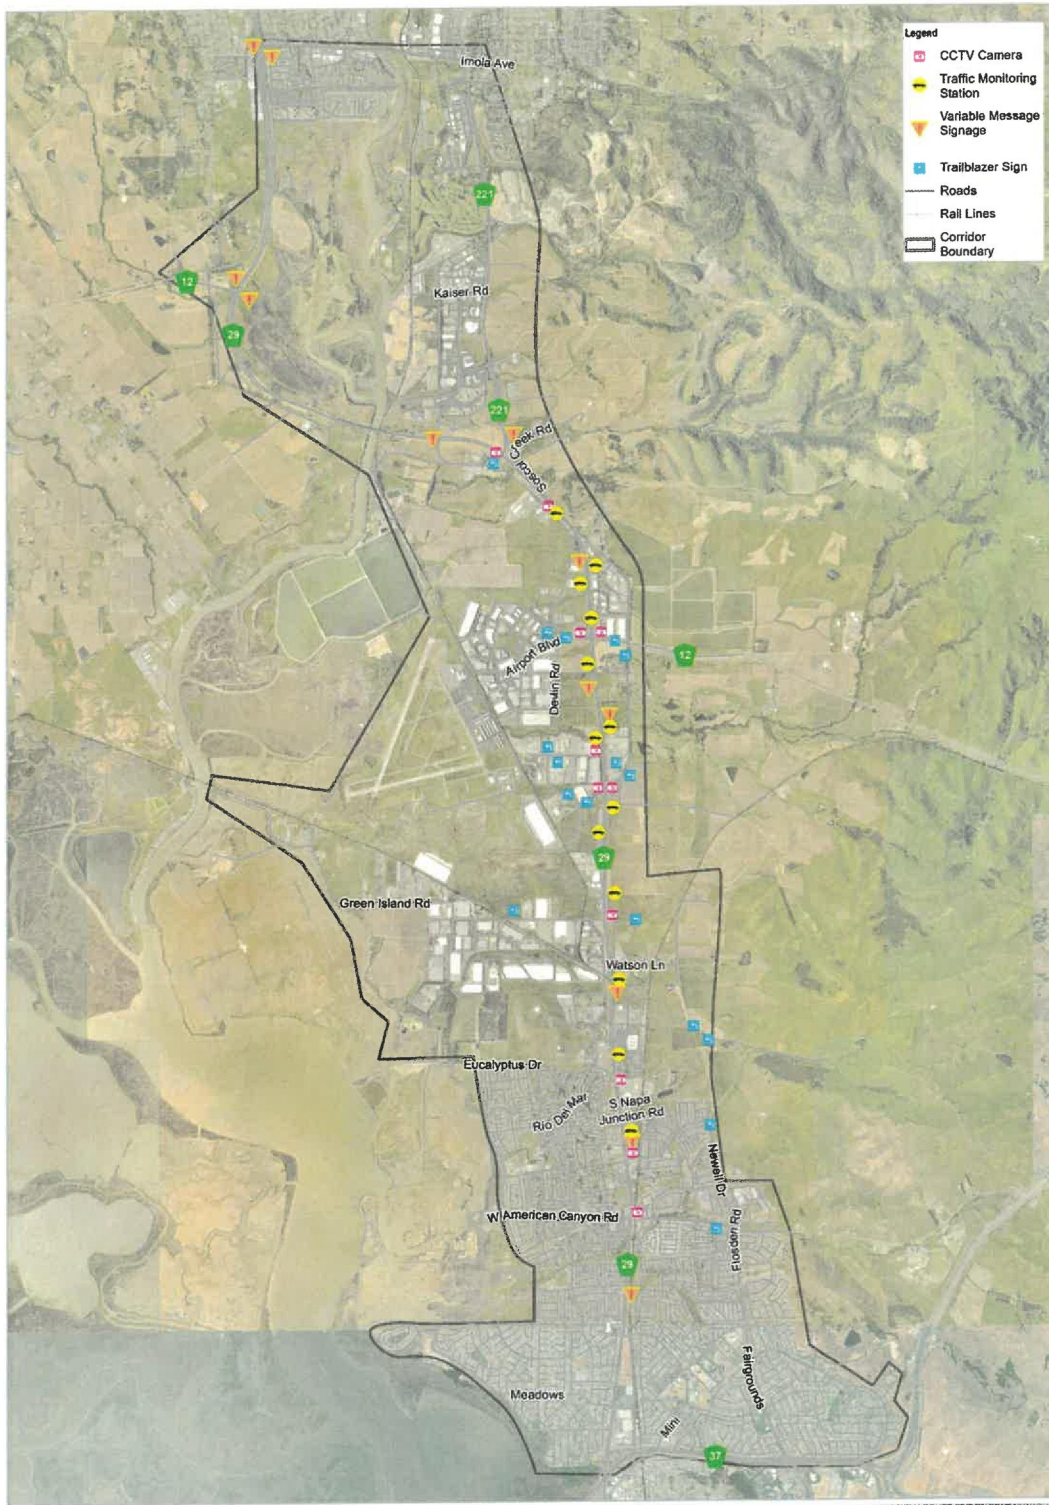 Legend
CCTV Camera
Traffic Monitoring
Station
Variable Message
Signage
Trailblazer Sign
Roads
Rail Lines
Corridor
Boundary
Imola Ave
221
12
Kaiser Rd
29
221
Soscol Creek Rd
Airport Blvd
12
Devlin Rd
29
Green Island Rd
Watson Ln
Eucalyptus Dr
Rio Del Mar
S Napa
Junction Rd
Newell Dr
W American Canyon Rd
Flosden Rd
29
Fairgrounds
Meadows
Mini
37